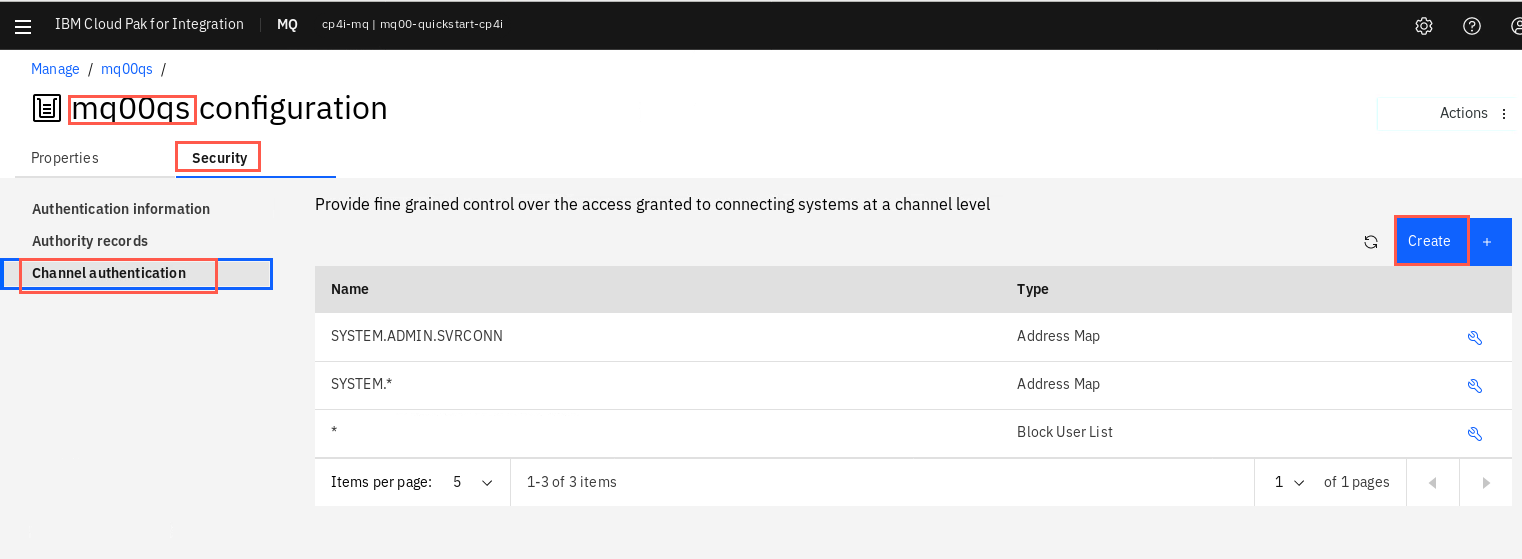 IBM Cloud Pak for Integration | MQ cp4i-mq | mq00-quickstart-cp4i
Manage / mq00qs /
mq00qs configuration
Actions
Properties Security
Authentication information
Authority records
Channel authentication
Provide fine grained control over the access granted to connecting systems at a channel level
Create +
Name Type
SYSTEM.ADMIN.SVRCONN Address Map
SYSTEM.* Address Map
* Block User List
Items per page: 5 1-3 of 3 items 1 of 1 pages